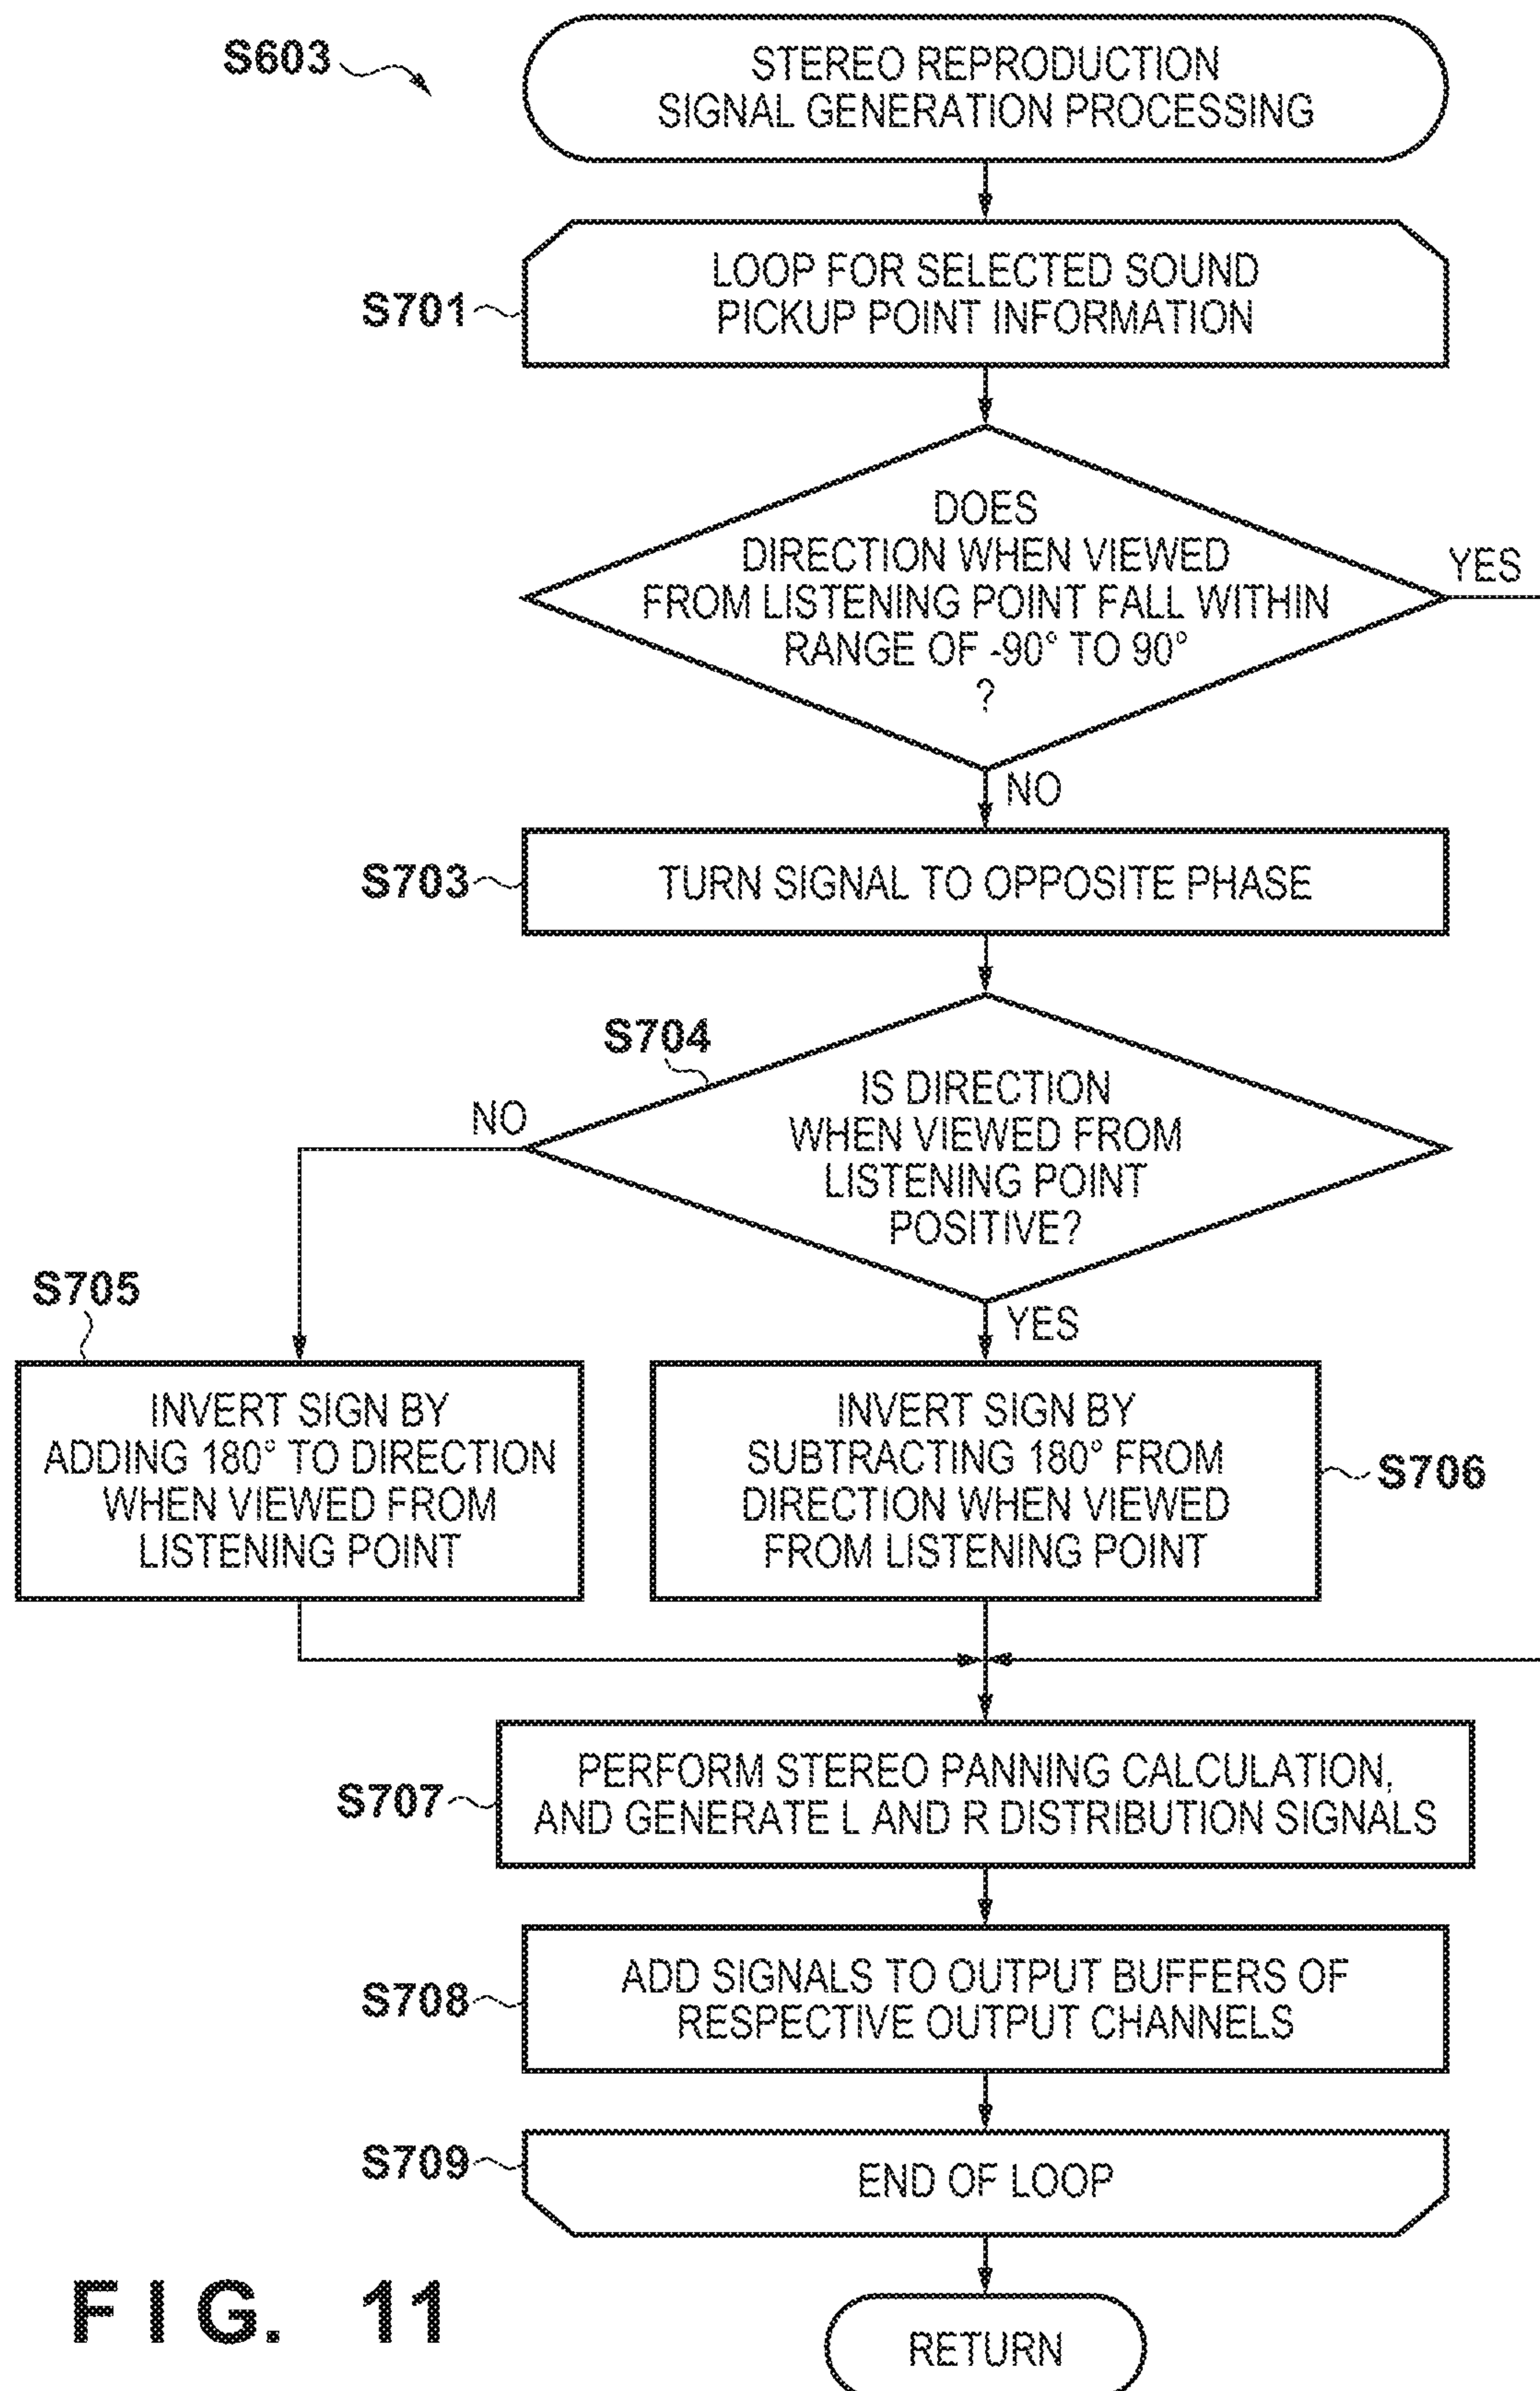 S603
STEREO REPRODUCTION
SIGNAL GENERATION PROCESSING
S701
LOOP FOR SELECTED SOUND
PICKUP POINT INFORMATION
DOES
DIRECTION WHEN VIEWED
FROM LISTENING POINT FALL WITHIN
RANGE OF -90° TO 90°
?
YES
NO
S703
TURN SIGNAL TO OPPOSITE PHASE
S704
IS DIRECTION
WHEN VIEWED FROM
LISTENING POINT
POSITIVE?
NO
YES
S705
INVERT SIGN BY
ADDING 180° TO DIRECTION
WHEN VIEWED FROM
LISTENING POINT
INVERT SIGN BY
SUBTRACTING 180° FROM
DIRECTION WHEN VIEWED
FROM LISTENING POINT
S706
S707
PERFORM STEREO PANNING CALCULATION,
AND GENERATE L AND R DISTRIBUTION SIGNALS
S708
ADD SIGNALS TO OUTPUT BUFFERS OF
RESPECTIVE OUTPUT CHANNELS
S709
END OF LOOP
RETURN
FIG. 11